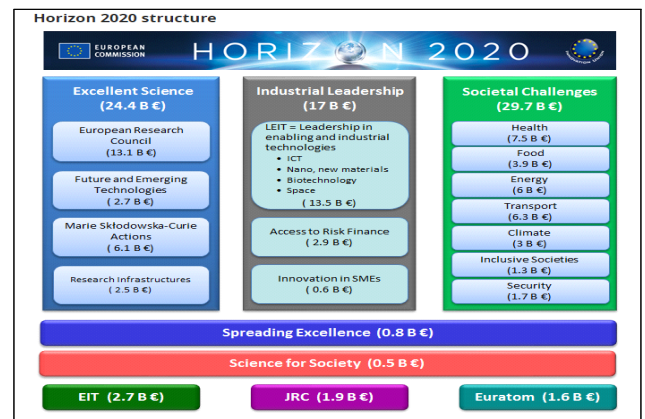 Horizon 2020 structure
EUROPEAN
COMMISSION
HORIZON 2020
Excellent Science
(24.4 B €)
European Research
Council
(13.1 B €)
Future and Emerging
Technologies
( 2.7 B €)
Marie Skłodowska-Curie
Actions
( 6.1 B €)
Research Infrastructures
( 2.5 B €)
Industrial Leadership
(17 B €)
LEIT = Leadership in
enabling and industrial
technologies
• ICT
• Nano, new materials
• Biotechnology
• Space
( 13.5 B €)
Access to Risk Finance
( 2.9 B €)
Innovation in SMEs
( 0.6 B €)
Societal Challenges
(29.7 B €)
Health
(7.5 B €)
Food
(3.9 B €)
Energy
(6 B €)
Transport
(6.3 B €)
Climate
(3 B €)
Inclusive Societies
(1.3 B €)
Security
(1.7 B €)
Spreading Excellence (0.8 B €)
Science for Society (0.5 B €)
EIT (2.7 B €)
JRC (1.9 B €)
Euratom (1.6 B €)